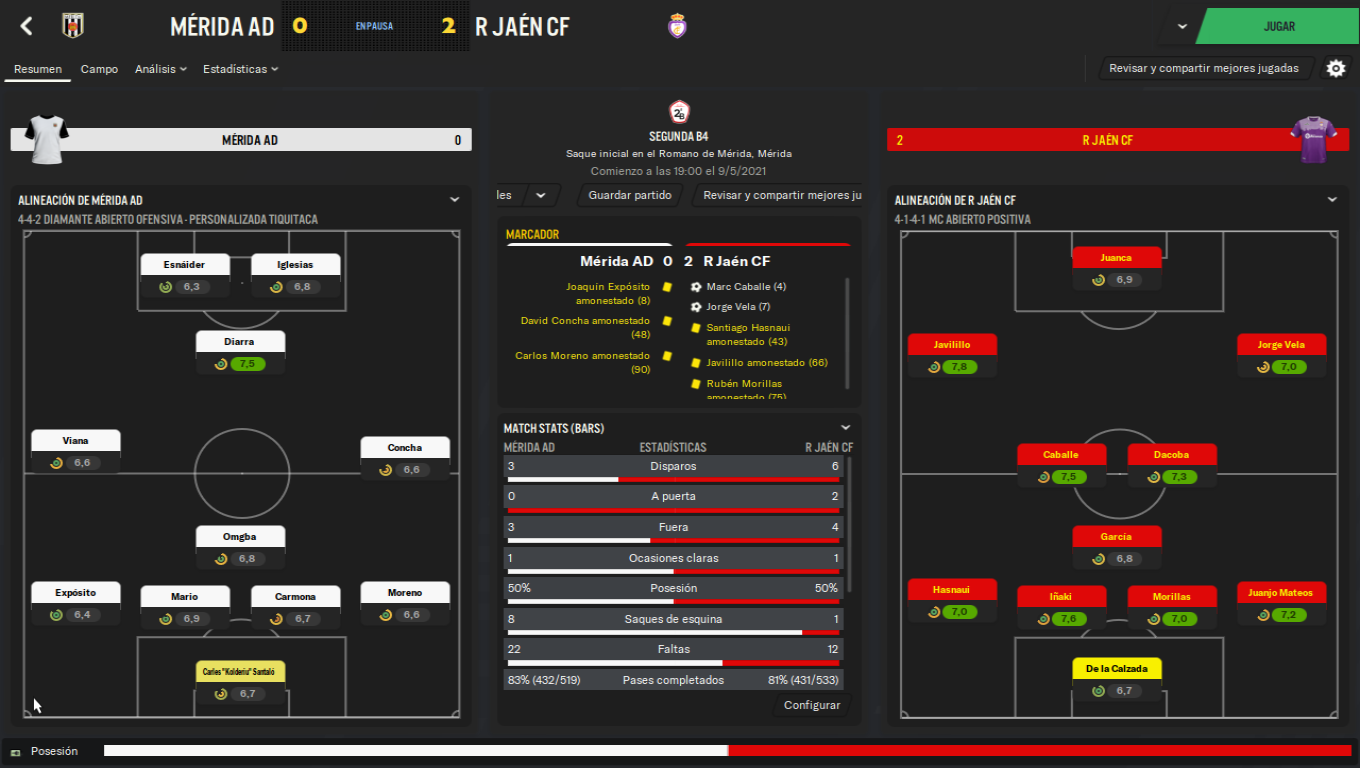 MÉRIDA AD 0 EN PAUSA 2 R JAÉN CF
JUGAR
Resumen Campo Análisis Estadísticas
Revisar y compartir mejores jugadas
MÉRIDA AD 0
2B
SEGUNDA B4
Saque inicial en el Romano de Mérida, Mérida
Comienzo a las 19:00 el 9/5/2021
les Guardar partido Revisar y compartir mejores ju
2 R JAÉN CF
ALINEACIÓN DE MÉRIDA AD
4-4-2 DIAMANTE ABIERTO OFENSIVA - PERSONALIZADA TIQUITACA
Esnáider
6,3
Iglesias
6,8
Diarra
7,5
Viana
6,6
Concha
6,6
Omgba
6,8
Expósito
6,4
Mario
6,9
Carmona
6,7
Moreno
6,6
Carles "Kolderiu" Santaló
6,7
MARCADOR
Mérida AD 0 2 R Jaén CF
Joaquín Expósito
amonestado (8)
David Concha amonestado
(48)
Carlos Moreno amonestado
(90)
Marc Caballe (4)
Jorge Vela (7)
Santiago Hasnaui
amonestado (43)
Javilillo amonestado (66)
Rubén Morillas
amonestado (75)
MATCH STATS (BARS)
MÉRIDA AD ESTADÍSTICAS R JAÉN CF
3 Disparos 6
0 A puerta 2
3 Fuera 4
1 Ocasiones claras 1
50% Posesión 50%
8 Saques de esquina 1
22 Faltas 12
83% (432/519) Pases completados 81% (431/533)
Configurar
ALINEACIÓN DE R JAÉN CF
4-1-4-1 MC ABIERTO POSITIVA
Juanca
6,9
Javilillo
7,8
Jorge Vela
7,0
Caballe
7,5
Dacoba
7,3
García
6,8
Hasnaui
7,0
Iñaki
7,6
Morillas
7,0
Juanjo Mateos
7,2
De la Calzada
6,7
Posesión